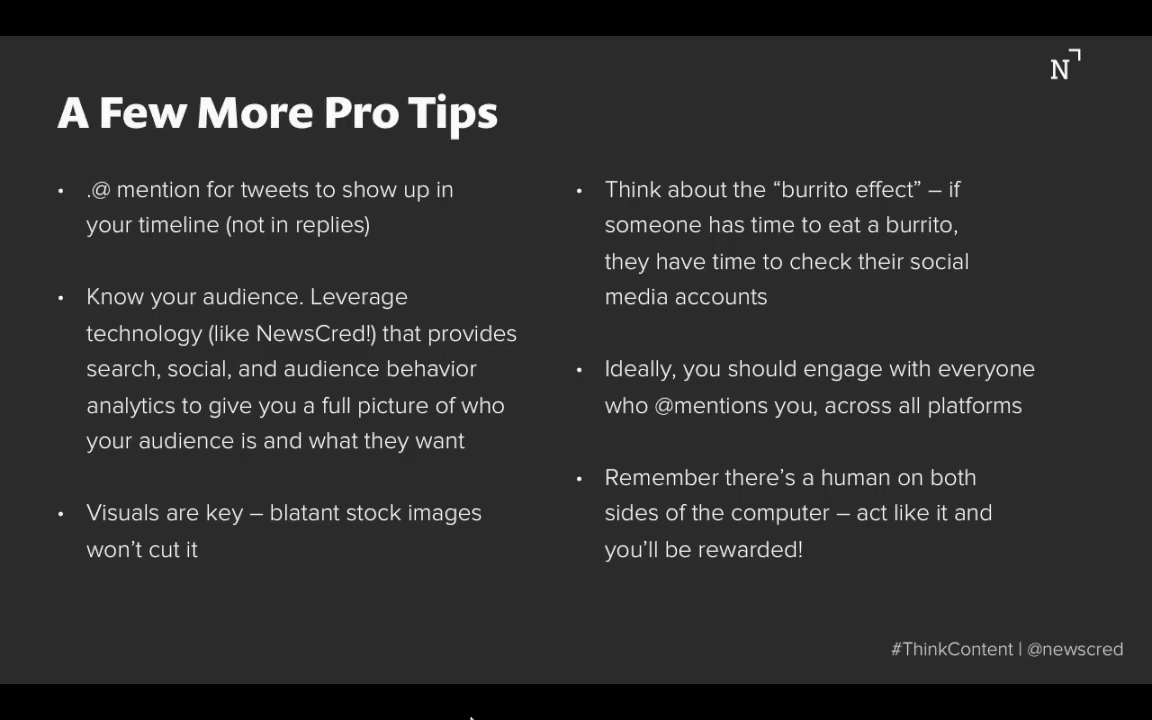 N
A Few More Pro Tips
• .@ mention for tweets to show up in
your timeline (not in replies)
• Know your audience. Leverage
technology (like NewsCred!) that provides
search, social, and audience behavior
analytics to give you a full picture of who
your audience is and what they want
• Visuals are key – blatant stock images
won’t cut it
• Think about the “burrito effect” – if
someone has time to eat a burrito,
they have time to check their social
media accounts
• Ideally, you should engage with everyone
who @mentions you, across all platforms
• Remember there’s a human on both
sides of the computer – act like it and
you’ll be rewarded!
#ThinkContent | @newscred